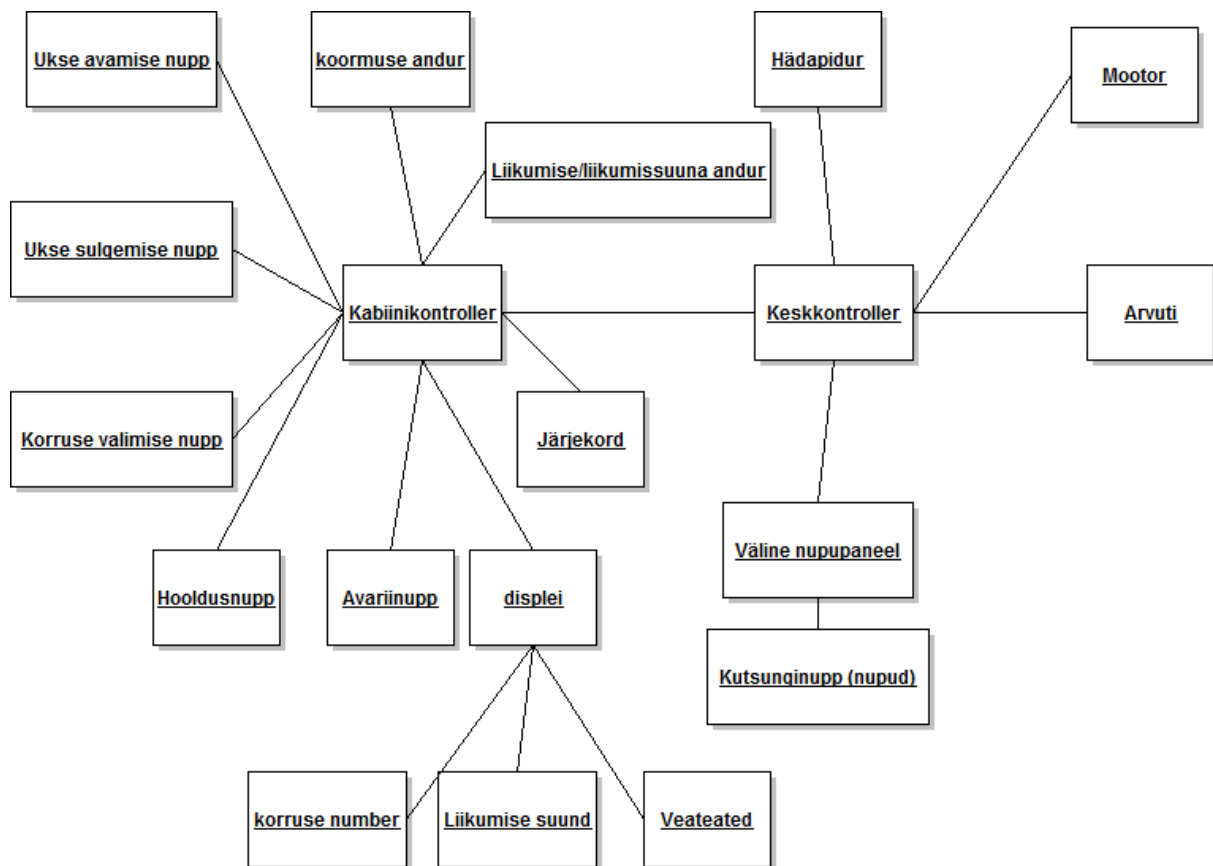 Ukse avamise nupp
koormuse andur
Hädapidur
Mootor
Liikumise/liikumissuuna andur
Ukse sulgemise nupp
Kabiinikontroller
Keskkontroller
Arvuti
Korruse valimise nupp
Järjekord
Väline nupupaneel
Hooldusnupp
Avariinupp
displei
Kutsunginupp (nupud)
korruse number
Liikumise suund
Veateated